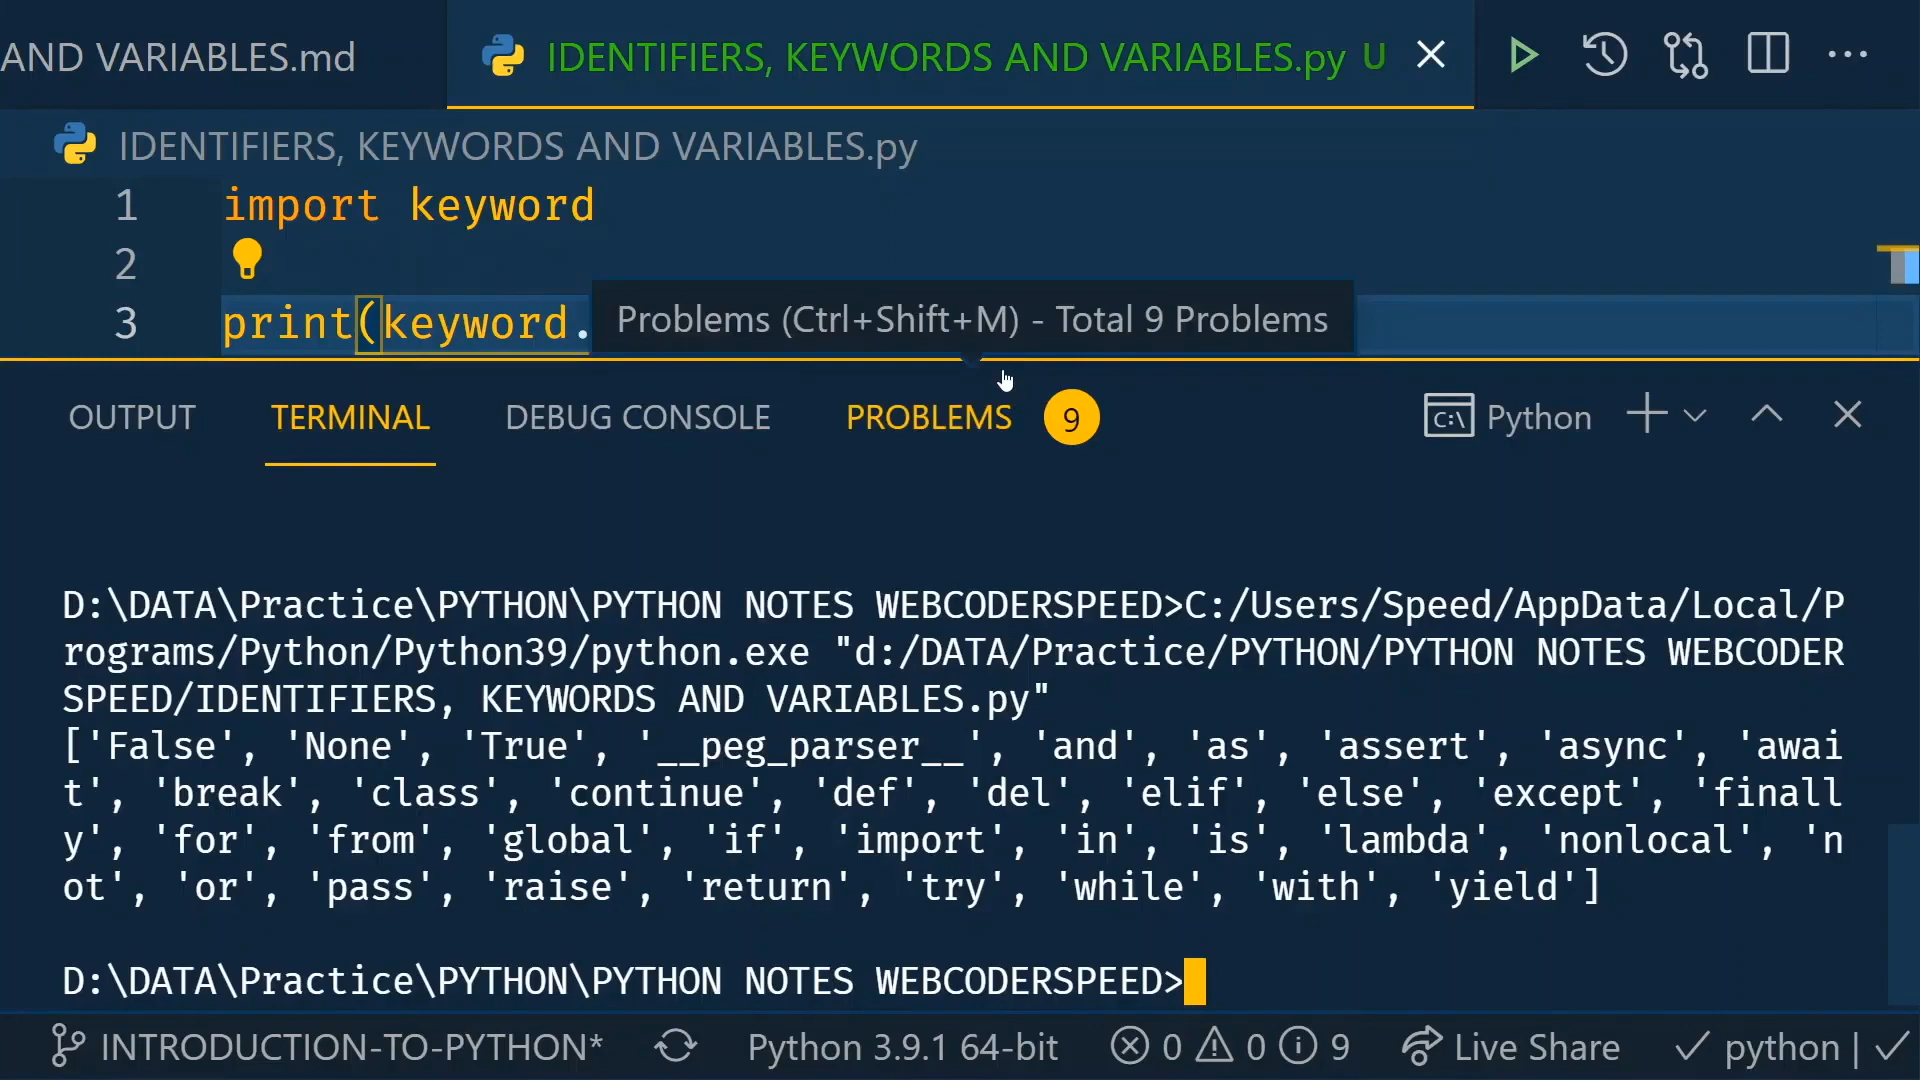 AND VARIABLES.md
IDENTIFIERS, KEYWORDS AND VARIABLES.py U
IDENTIFIERS, KEYWORDS AND VARIABLES.py
1 import keyword
2
3 print(keyword.
Problems (Ctrl+Shift+M) - Total 9 Problems
OUTPUT TERMINAL DEBUG CONSOLE PROBLEMS 9 C:\ Python
D:\DATA\Practice\PYTHON\PYTHON NOTES WEBCODERSPEED>C:/Users/Speed/AppData/Local/P
rograms/Python/Python39/python.exe "d:/DATA/Practice/PYTHON/PYTHON NOTES WEBCODER
SPEED/IDENTIFIERS, KEYWORDS AND VARIABLES.py"
['False', 'None', 'True', '__peg_parser__', 'and', 'as', 'assert', 'async', 'awai
t', 'break', 'class', 'continue', 'def', 'del', 'elif', 'else', 'except', 'finall
y', 'for', 'from', 'global', 'if', 'import', 'in', 'is', 'lambda', 'nonlocal', 'n
ot', 'or', 'pass', 'raise', 'return', 'try', 'while', 'with', 'yield']
D:\DATA\Practice\PYTHON\PYTHON NOTES WEBCODERSPEED>
INTRODUCTION-TO-PYTHON* Python 3.9.1 64-bit 0 0 9 Live Share python |